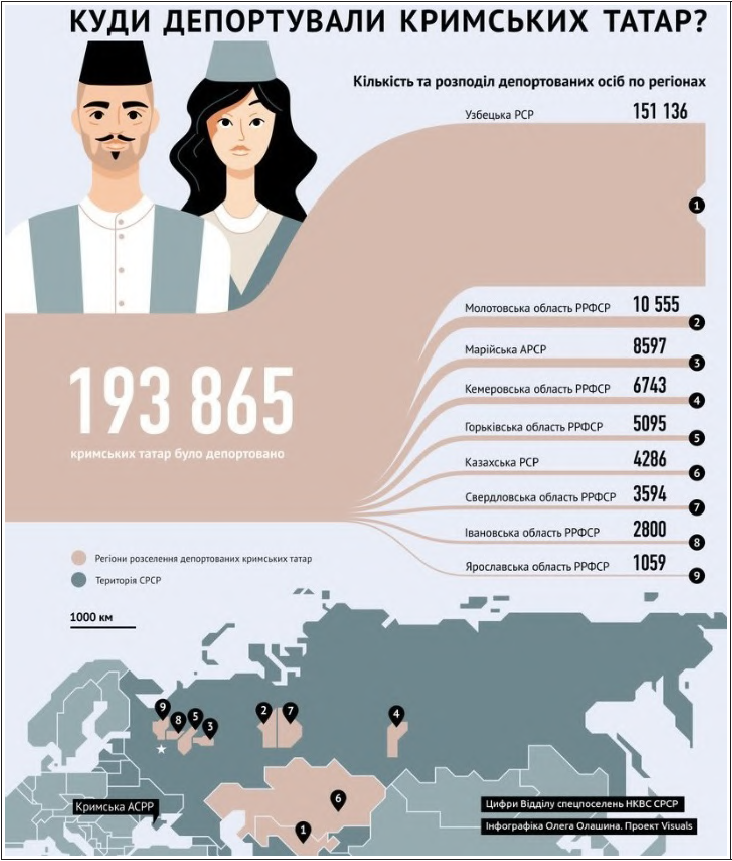 КУДИ ДЕПОРТУВАЛИ КРИМСЬКИХ ТАТАР?
Кількість та розподіл депортованих осіб по регіонах
Узбецька РСР 151 136
1
Молотовська область РРФСР 10 555
2
Марійська АРСР 8597
3
Кемеровська область РРФСР 6743
4
Горьківська область РРФСР 5095
5
Казахська РСР 4286
6
Свердловська область РРФСР 3594
7
Івановська область РРФСР 2800
8
Ярославська область РРФСР 1059
9
193 865
кримських татар було депортовано
Регіони розселення депортованих кримських татар
Територія СРСР
1000 км
9
8
5
3
2
7
4
6
1
Кримська АСРР
Цифри Відділу спецпоселень НКВС СРСР
Інфографіка Олега Олашина. Проект Visuals